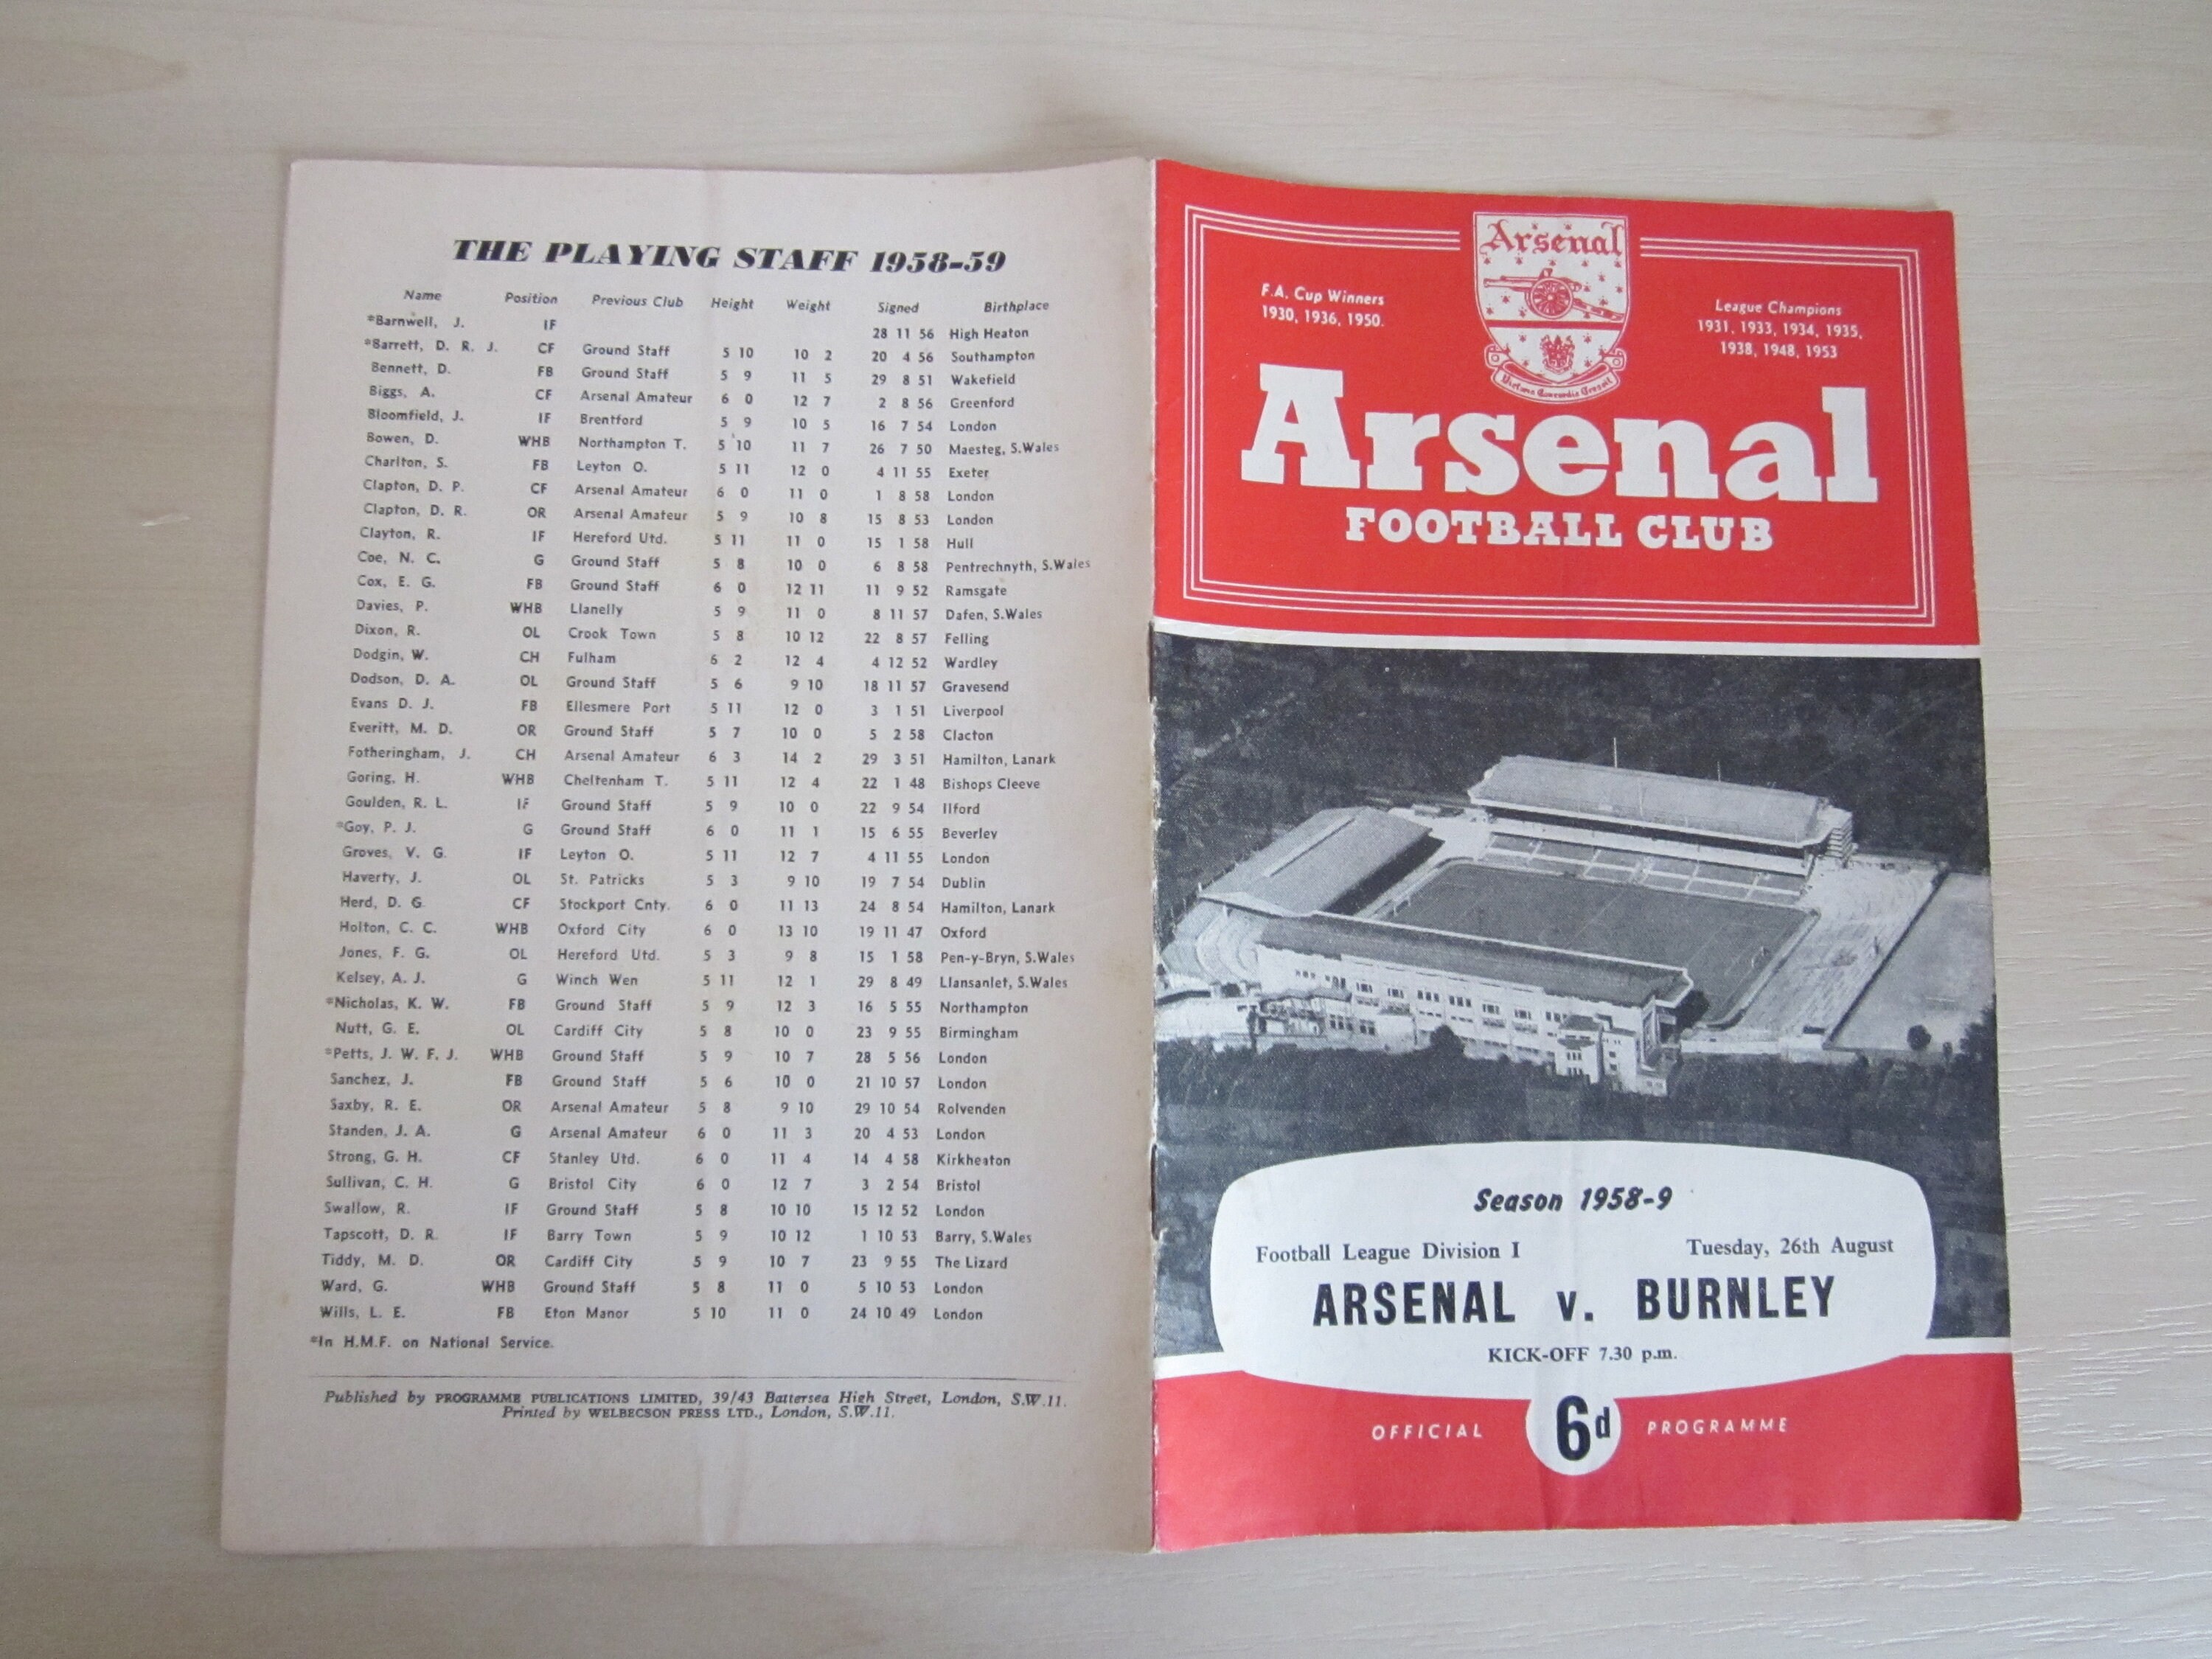 THE PLAYING STAFF 1958-59
Name Position Previous Club Height Weight Signed Birthplace
*Barnwell, J. IF 28 11 56 High Heaton
*Barrett, D. R. J. CF Ground Staff 5 10 10 2 20 4 56 Southampton
Bennett, D. FB Ground Staff 5 9 11 5 29 8 51 Wakefield
Biggs, A. CF Arsenal Amateur 6 0 12 7 2 8 56 Greenford
Bloomfield, J. IF Brentford 5 9 10 5 16 7 54 London
Bowen, D. WHB Northampton T. 5 10 11 7 26 7 50 Maesteg, S.Wales
Charlton, S. FB Leyton O. 5 11 12 0 4 11 55 Exeter
Clapton, D. P. CF Arsenal Amateur 6 0 11 0 1 8 58 London
Clapton, D. R. OR Arsenal Amateur 5 9 10 8 15 8 53 London
Clayton, R. IF Hereford Utd. 5 11 11 0 15 1 58 Hull
Coe, N. C. G Ground Staff 5 8 10 0 6 8 58 Pentrechnyth, S.Wales
Cox, E. G. FB Ground Staff 6 0 12 11 11 9 52 Ramsgate
Davies, P. WHB Llanelly 5 9 11 0 8 11 57 Dafen, S.Wales
Dixon, R. OL Crook Town 5 8 10 12 22 8 57 Felling
Dodgin, W. CH Fulham 6 2 12 4 4 12 52 Wardley
Dodson, D. A. OL Ground Staff 5 6 9 10 18 11 57 Gravesend
Evans D. J. FB Ellesmere Port 5 11 12 0 3 1 51 Liverpool
Everitt, M. D. OR Ground Staff 5 7 10 0 5 2 58 Clacton
Fotheringham, J. CH Arsenal Amateur 6 3 14 2 29 3 51 Hamilton, Lanark
Goring, H. WHB Cheltenham T. 5 11 12 4 22 1 48 Bishops Cleeve
Goulden, R. L. IF Ground Staff 5 9 10 0 22 9 54 Ilford
*Goy, P. J. G Ground Staff 6 0 11 1 15 6 55 Beverley
Groves, V. G. IF Leyton O. 5 11 12 7 4 11 55 London
Haverty, J. OL St. Patricks 5 3 9 10 19 7 54 Dublin
Herd, D. G. CF Stockport Cnty. 6 0 11 13 24 8 54 Hamilton, Lanark
Holton, C. C. WHB Oxford City 6 0 13 10 19 11 47 Oxford
Jones, F. G. OL Hereford Utd. 5 3 9 8 15 1 58 Pen-y-Bryn, S.Wales
Kelsey, A. J. G Winch Wen 5 11 12 1 29 8 49 Llansanlet, S.Wales
*Nicholas, K. W. FB Ground Staff 5 9 12 3 16 5 55 Northampton
Nutt, G. E. OL Cardiff City 5 8 10 0 23 9 55 Birmingham
*Petts, J. W. F. J. WHB Ground Staff 5 9 10 7 28 5 56 London
Sanchez, J. FB Ground Staff 5 6 10 0 21 10 57 London
Saxby, R. E. OR Arsenal Amateur 5 8 9 10 29 10 54 Rolvenden
Standen, J. A. G Arsenal Amateur 6 0 11 3 20 4 53 London
Strong, G. H. CF Stanley Utd. 6 0 11 4 14 4 58 Kirkheaton
Sullivan, C. H. G Bristol City 6 0 12 7 3 2 54 Bristol
Swallow, R. IF Ground Staff 5 8 10 10 15 12 52 London
Tapscott, D. R. IF Barry Town 5 9 10 12 1 10 53 Barry, S.Wales
Tiddy, M. D. OR Cardiff City 5 9 10 7 23 9 55 The Lizard
Ward, G. WHB Ground Staff 5 8 11 0 5 10 53 London
Wills, L. E. FB Eton Manor 5 10 11 0 24 10 49 London
*In H.M.F. on National Service.
Published by PROGRAMME PUBLICATIONS LIMITED, 39/43 Battersea High Street, London, S.W.11.
Printed by WELBECSON PRESS LTD., London, S.W.11.
Arsenal
Victoria Concordia Crescit
F.A. Cup Winners
1930, 1936, 1950.
League Champions
1931, 1933, 1934, 1935,
1938, 1948, 1953
Arsenal
FOOTBALL CLUB
Season 1958-9
Football League Division I Tuesday, 26th August
ARSENAL v. BURNLEY
KICK-OFF 7.30 p.m.
OFFICIAL 6d PROGRAMME